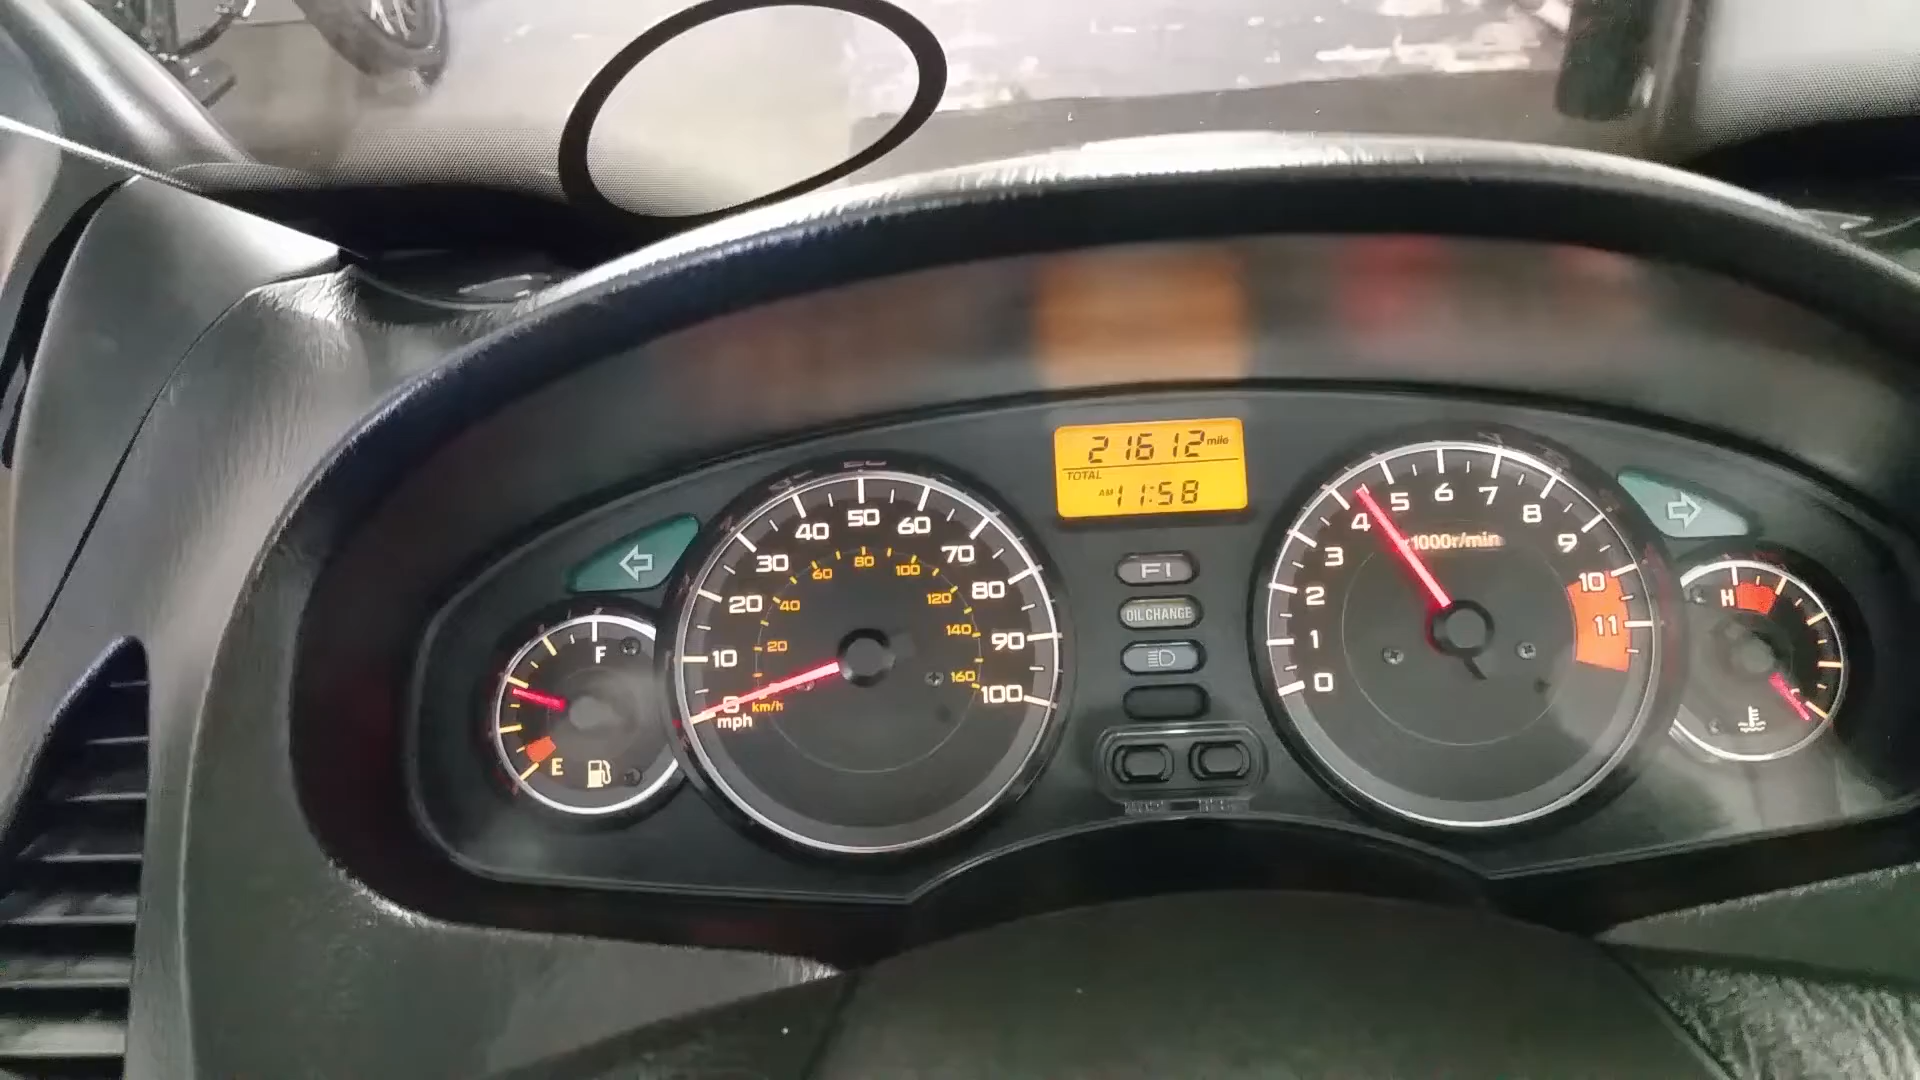 21612 mile
TOTAL
AM 11:58
FI
OIL CHANGE
F
E
0 10 20 30 40 50 60 70 80 90 100
mph
20 40 60 80 100 120 140 160
km/h
0 1 2 3 4 5 6 7 8 9 10 11
1000r/min
H
C